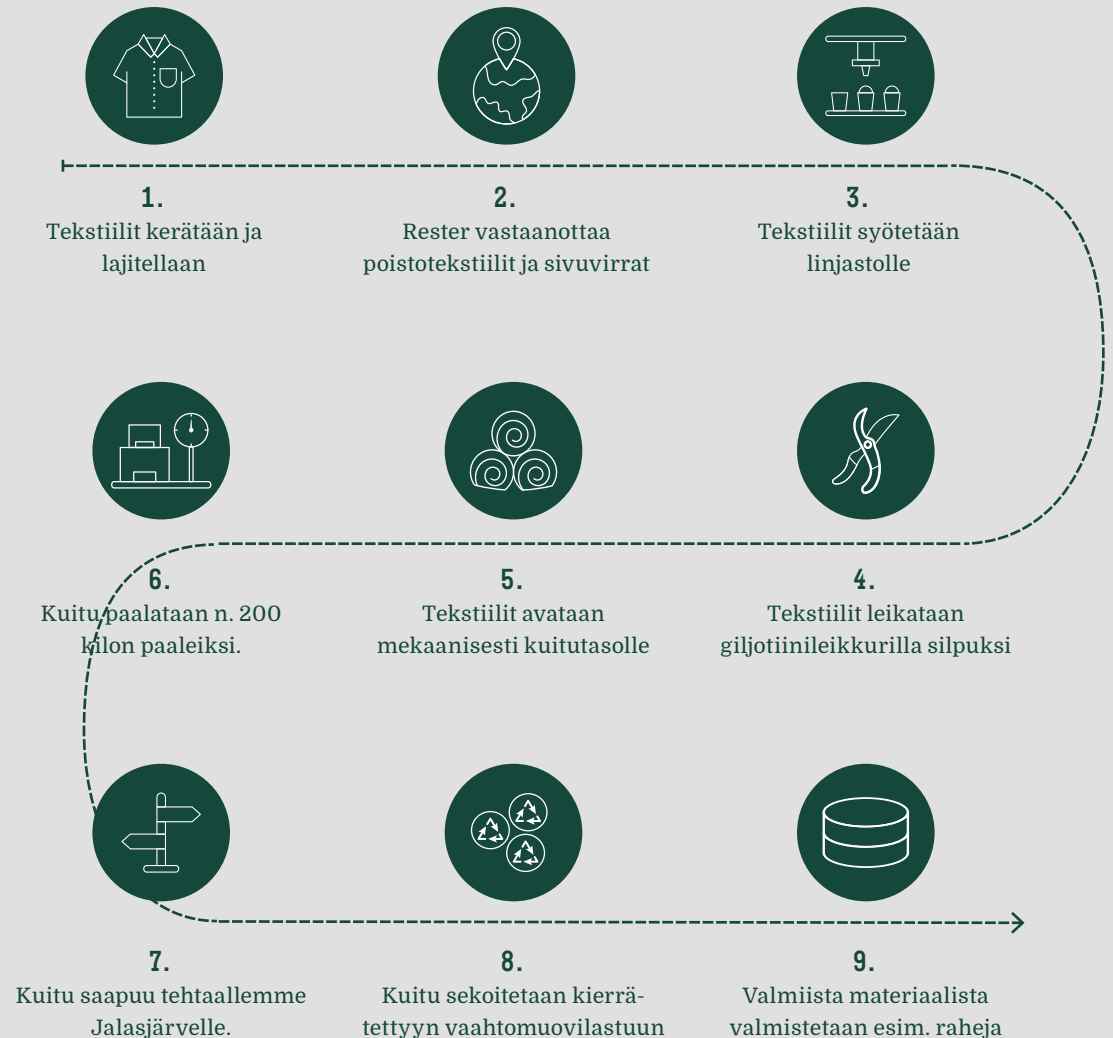 1.
Tekstiilit kerätään ja
lajitellaan
2.
Rester vastaanottaa
poistotekstiilit ja sivuvirrat
3.
Tekstiilit syötetään
linjastolle
4.
Tekstiilit leikataan
giljotiinileikkurilla silpuksi
5.
Tekstiilit avataan
mekaanisesti kuitutasolle
6.
Kuitu paalataan n. 200
kilon paaleiksi.
7.
Kuitu saapuu tehtaallemme
Jalasjärvelle.
8.
Kuitu sekoitetaan kierrä-
tettyyn vaahtomuovilastuun
9.
Valmiista materiaalista
valmistetaan esim. raheja